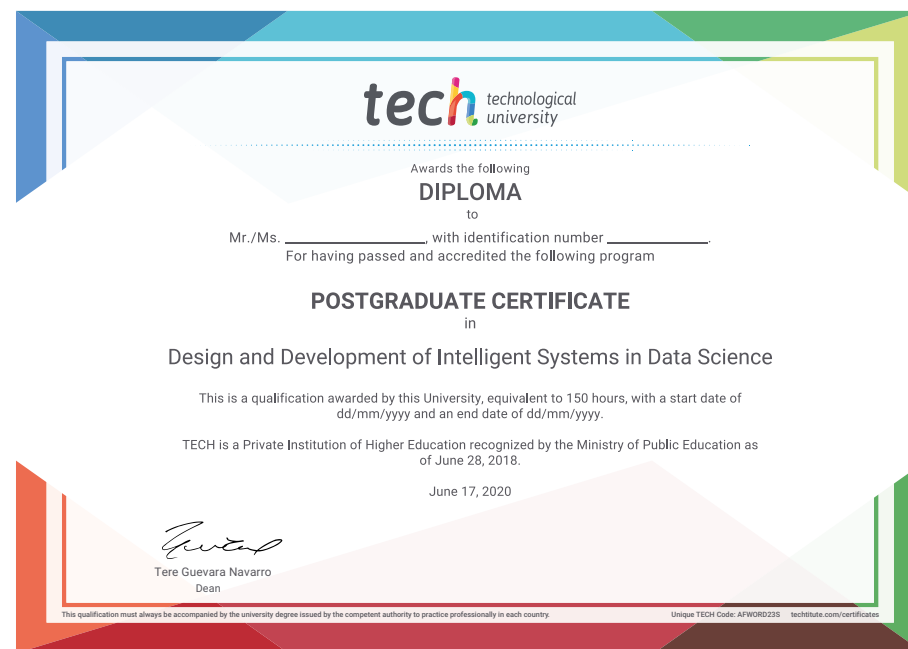 tech technological
university
Awards the following
DIPLOMA
to
Mr./Ms. ____________________, with identification number ______________.
For having passed and accredited the following program
POSTGRADUATE CERTIFICATE
in
Design and Development of Intelligent Systems in Data Science
This is a qualification awarded by this University, equivalent to 150 hours, with a start date of
dd/mm/yyyy and an end date of dd/mm/yyyy.
TECH is a Private Institution of Higher Education recognized by the Ministry of Public Education as
of June 28, 2018.
June 17, 2020
Tere Guevara Navarro
Dean
This qualification must always be accompanied by the university degree issued by the competent authority to practice professionally in each country.
Unique TECH Code: AFWORD23S techtitute.com/certificates